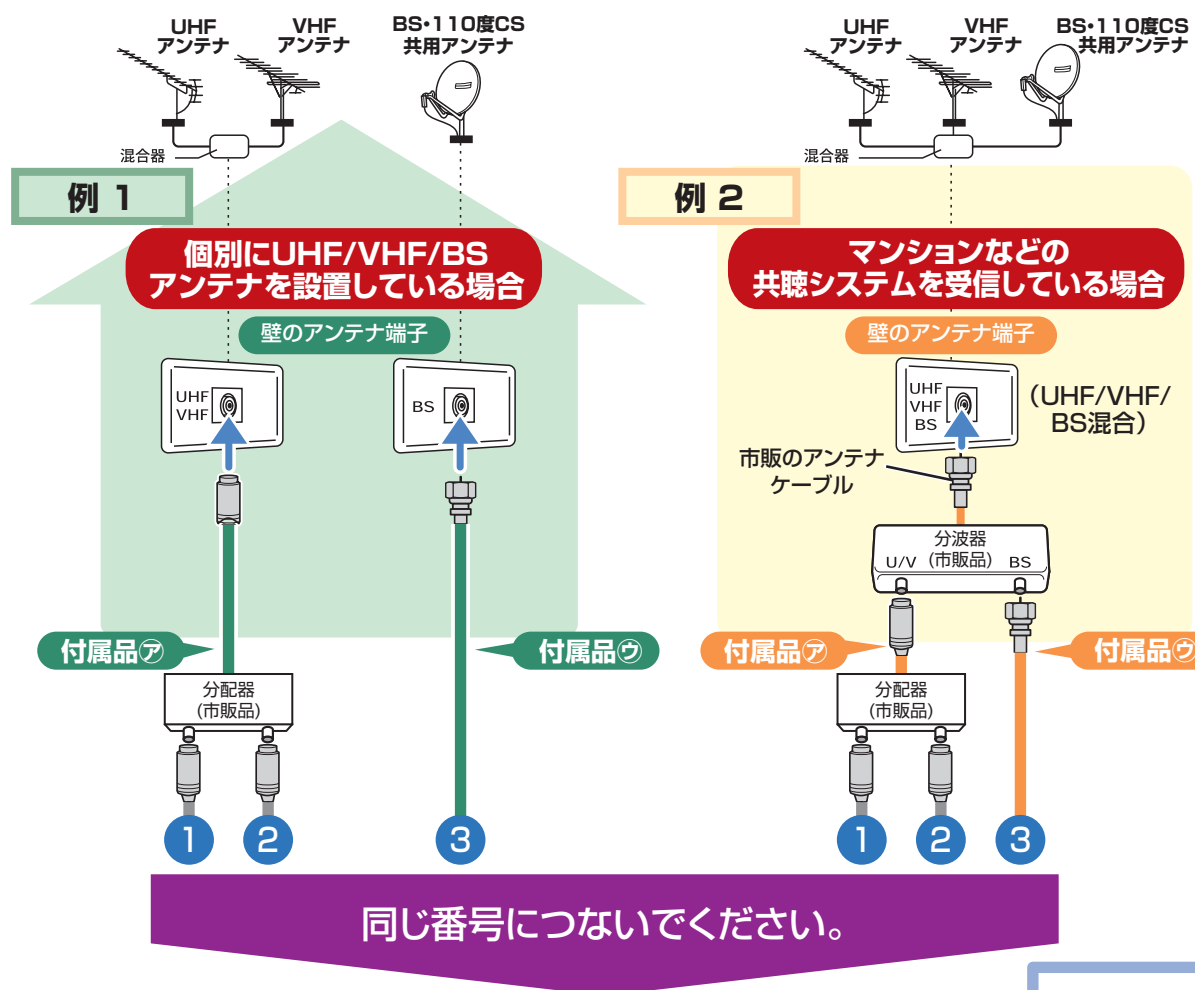 UHF
アンテナ
VHF
アンテナ
BS・110度CS
共用アンテナ
混合器
例 1
個別にUHF/VHF/BS
アンテナを設置している場合
壁のアンテナ端子
UHF
VHF
BS
付属品㋐
付属品㋒
分配器
(市販品)
1
2
3
UHF
アンテナ
VHF
アンテナ
BS・110度CS
共用アンテナ
混合器
例 2
マンションなどの
共聴システムを受信している場合
壁のアンテナ端子
UHF
VHF
BS
(UHF/VHF/
BS混合)
市販のアンテナ
ケーブル
分波器
(市販品)
U/V
BS
付属品㋐
付属品㋒
分配器
(市販品)
1
2
3
同じ番号につないでください。